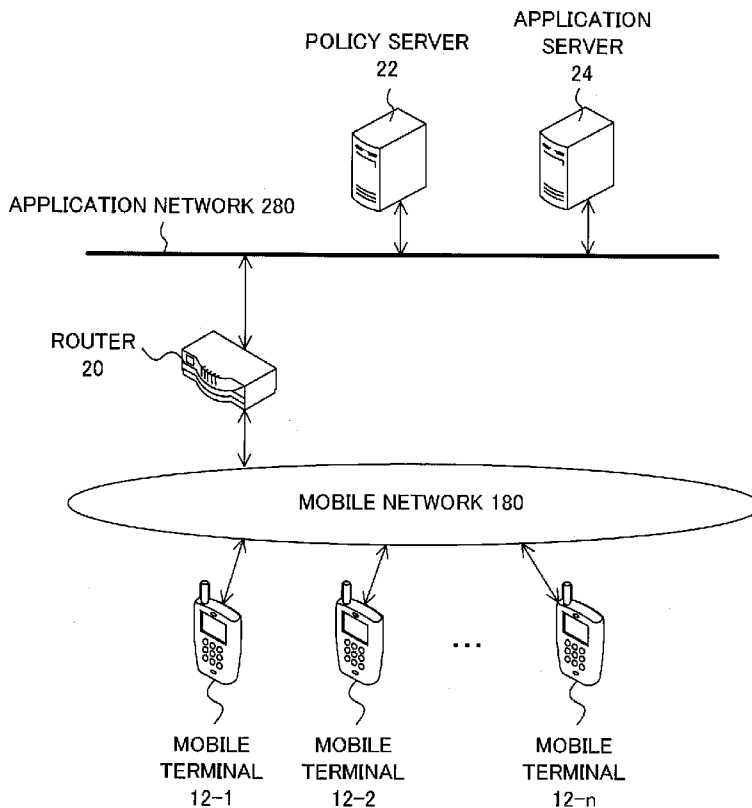 POLICY SERVER
22
APPLICATION
SERVER
24
APPLICATION NETWORK 280
ROUTER
20
MOBILE NETWORK 180
...
MOBILE
TERMINAL
12-1
MOBILE
TERMINAL
12-2
MOBILE
TERMINAL
12-n